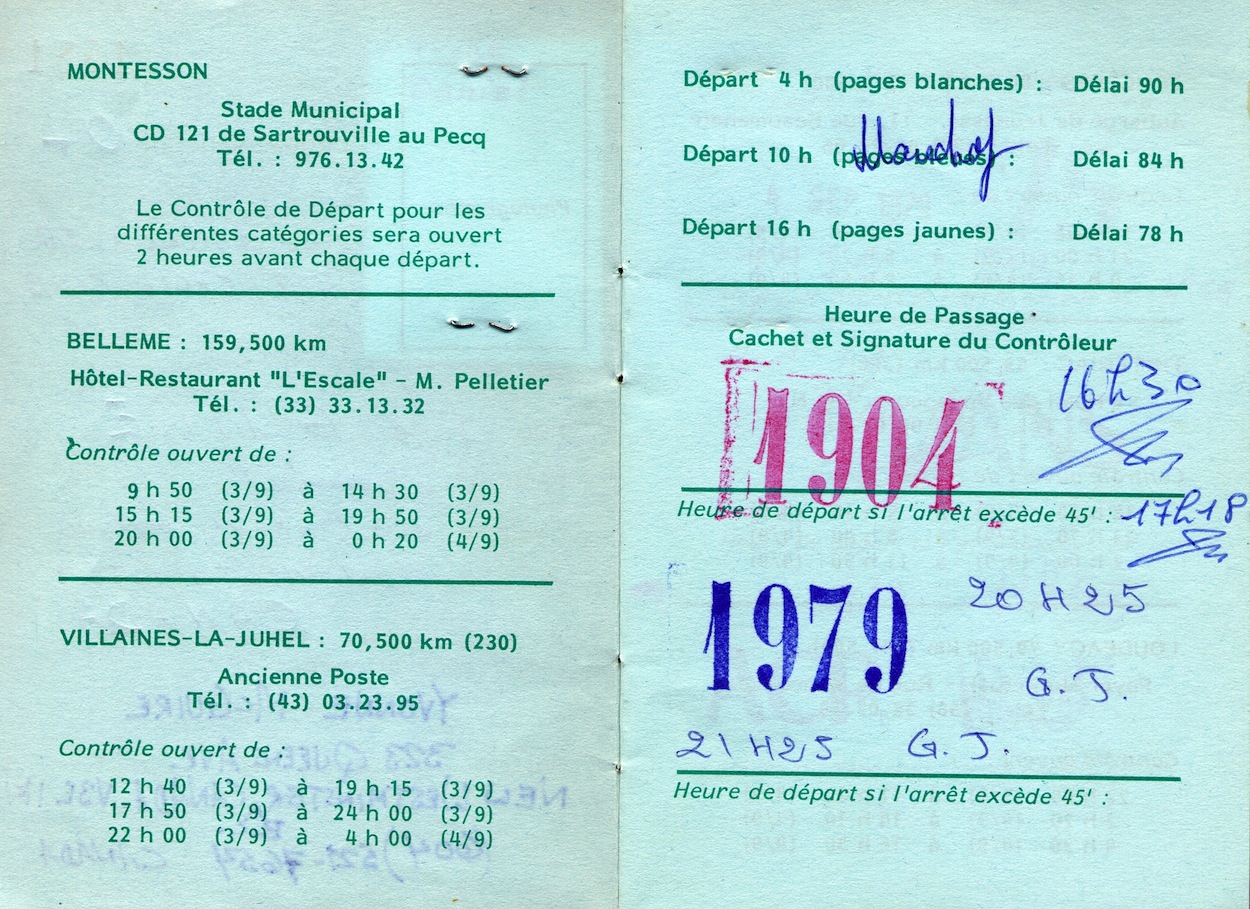 MONTESSON
Stade Municipal
CD 121 de Sartrouville au Pecq
Tél. : 976.13.42
Le Contrôle de Départ pour les
différentes catégories sera ouvert
2 heures avant chaque départ.
BELLEME : 159,500 km
Hôtel-Restaurant "L'Escale" - M. Pelletier
Tél. : (33) 33.13.32
Contrôle ouvert de :
9 h 50 (3/9) à 14 h 30 (3/9)
15 h 15 (3/9) à 19 h 50 (3/9)
20 h 00 (3/9) à 0 h 20 (4/9)
VILLAINES-LA-JUHEL : 70,500 km (230)
Ancienne Poste
Tél. : (43) 03.23.95
Contrôle ouvert de :
12 h 40 (3/9) à 19 h 15 (3/9)
17 h 50 (3/9) à 24 h 00 (3/9)
22 h 00 (3/9) à 4 h 00 (4/9)
Départ 4 h (pages blanches) : Délai 90 h
Départ 10 h (pages bleues) : Délai 84 h
Départ 16 h (pages jaunes) : Délai 78 h
Heure de Passage
Cachet et Signature du Contrôleur
1904 16h30
Heure de départ si l'arrêt excède 45' : 17h18
1979 20H25
G.J.
21H25 G.J.
Heure de départ si l'arrêt excède 45' :